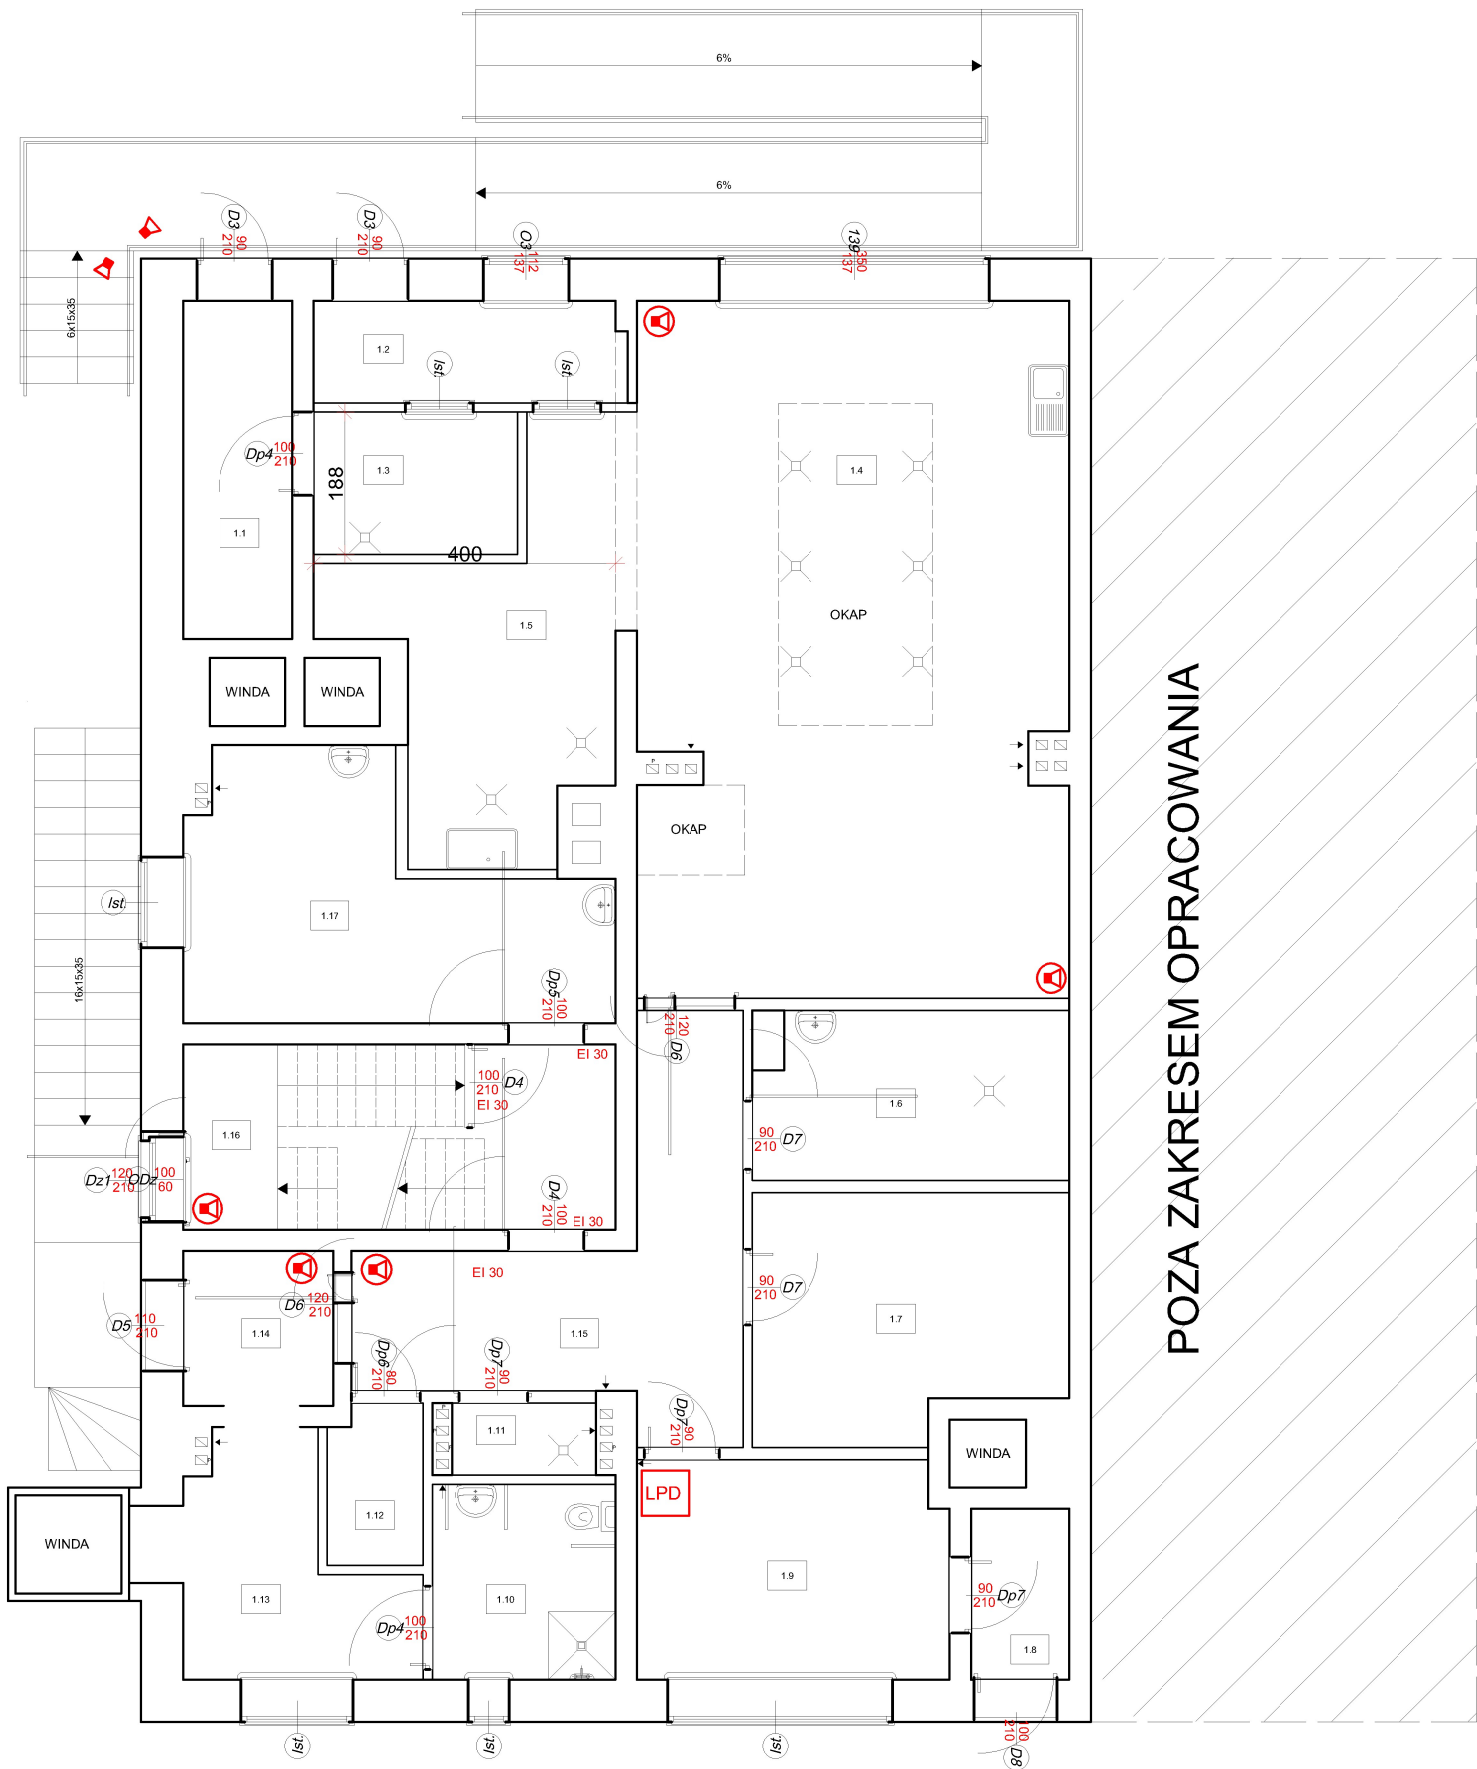 6%
6%
D3 90
210
D3 90
210
O3 112
137
139 350
137
6x15x35
1.2
Ist.
Ist.
Dp4 100
210
188
1.3
1.4
1.1
400
OKAP
1.5
WINDA
WINDA
P
P
OKAP
POZA ZAKRESEM OPRACOWANIA
Ist.
1.17
16x15x35
Dp5 100
210
EI 30
120
210 D6
100
210 D4
EI 30
1.6
1.16
90
210 D7
Dz1 120
210
ODz 100
60
D4 100
210
EI 30
EI 30
90
210 D7
D6 120
210
D5 110
210
1.14
1.15
1.7
Dp6 80
210
Dp7 90
210
Dp7 90
210
P
P
P
P
P
1.11
WINDA
LPD
1.12
WINDA
1.9
1.13
1.10
90
210 Dp7
Dp4 100
210
1.8
Ist.
Ist.
Ist.
100
210 D8